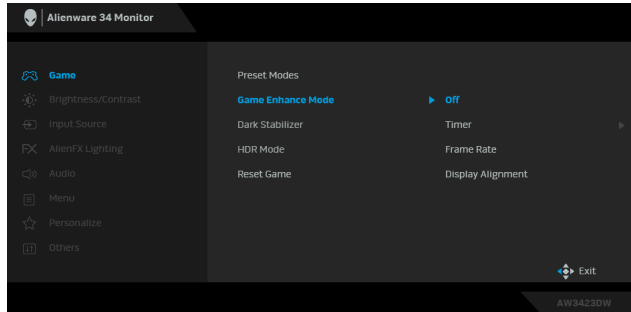 Alienware 34 Monitor
Game
Preset Modes
Brightness/Contrast
Game Enhance Mode
Off
Input Source
Dark Stabilizer
Timer
FX AlienFX Lighting
HDR Mode
Frame Rate
Audio
Reset Game
Display Alignment
Menu
Personalize
Others
Exit
AW3423DW